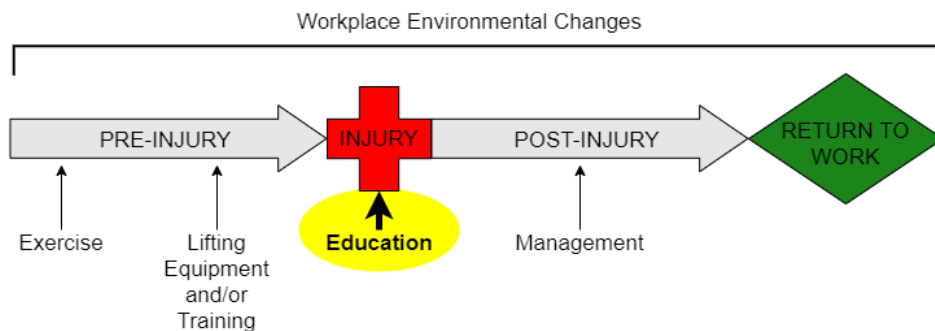 Workplace Environmental Changes
PRE-INJURY
INJURY
POST-INJURY
RETURN TO
WORK
Exercise
Lifting
Equipment
and/or
Training
Education
Management